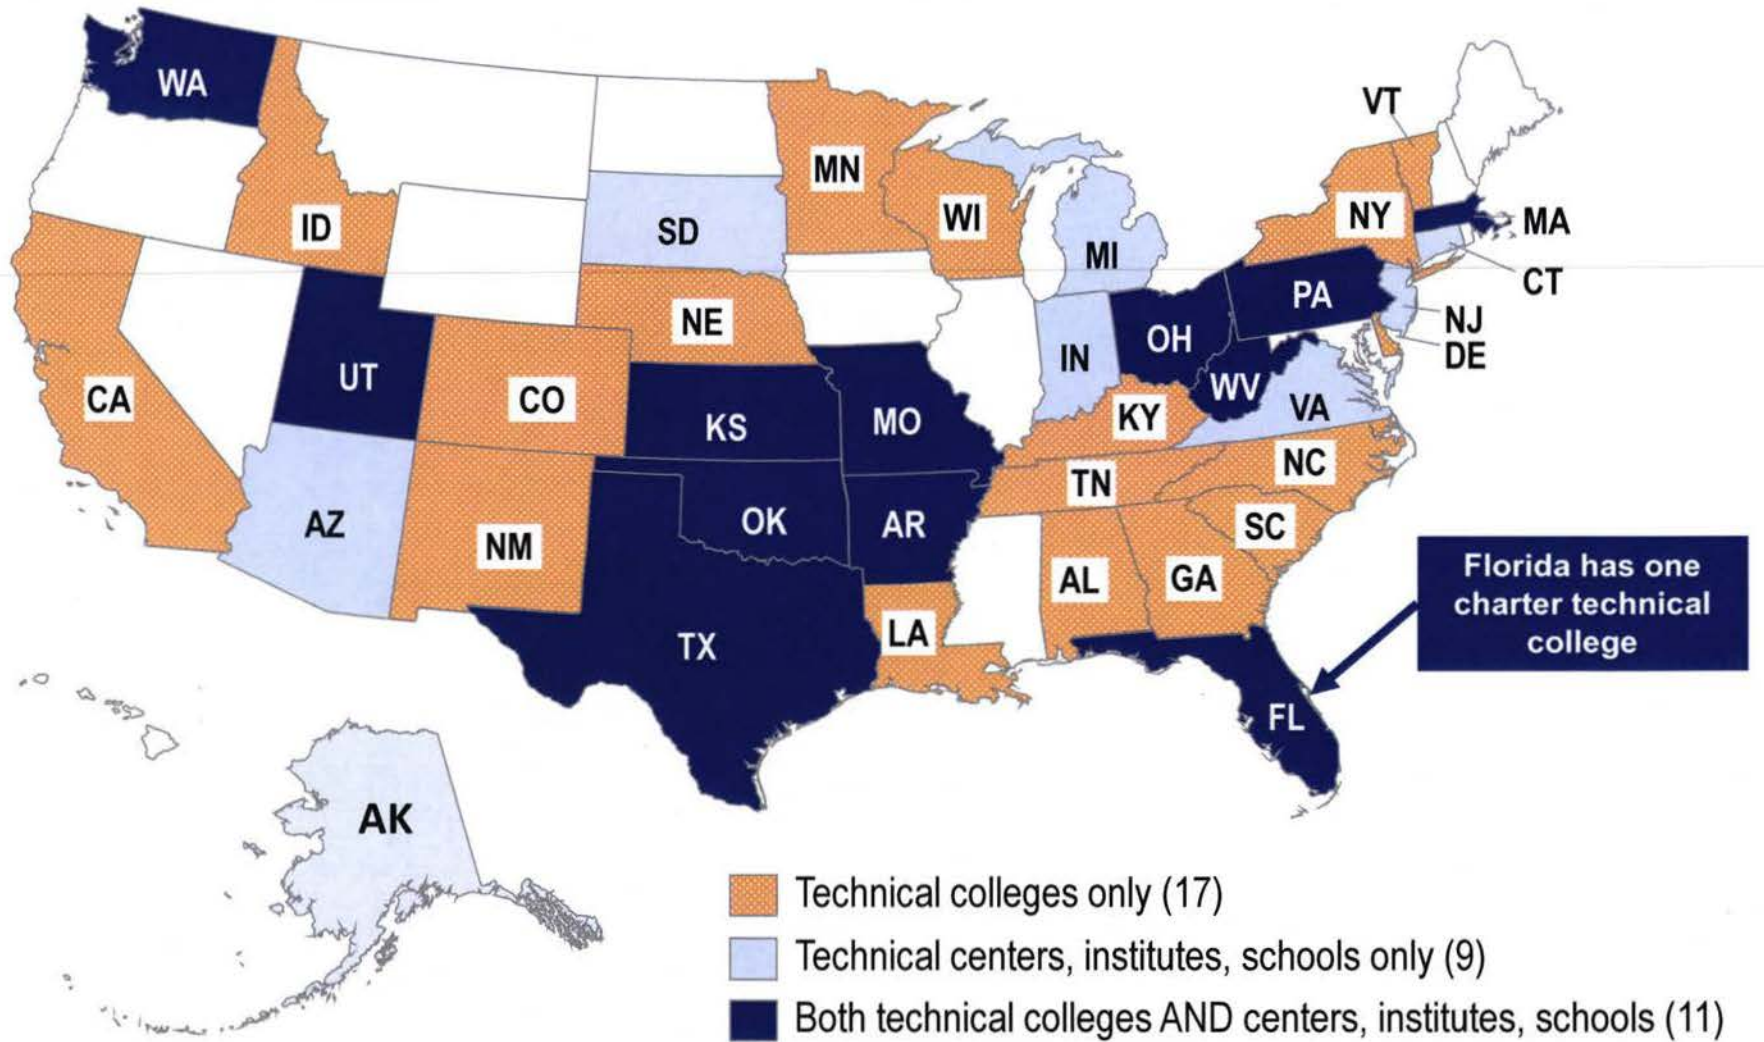 WA
VT
MN
ID
SD
WI
NY
MA
MI
CT
PA
NE
NJ
OH
DE
IN
UT
WV
CA
CO
VA
KY
KS
MO
NC
TN
AZ
OK
AR
SC
NM
AL
GA
Florida has one
charter technical
college
LA
TX
FL
AK
Technical colleges only (17)
Technical centers, institutes, schools only (9)
Both technical colleges AND centers, institutes, schools (11)